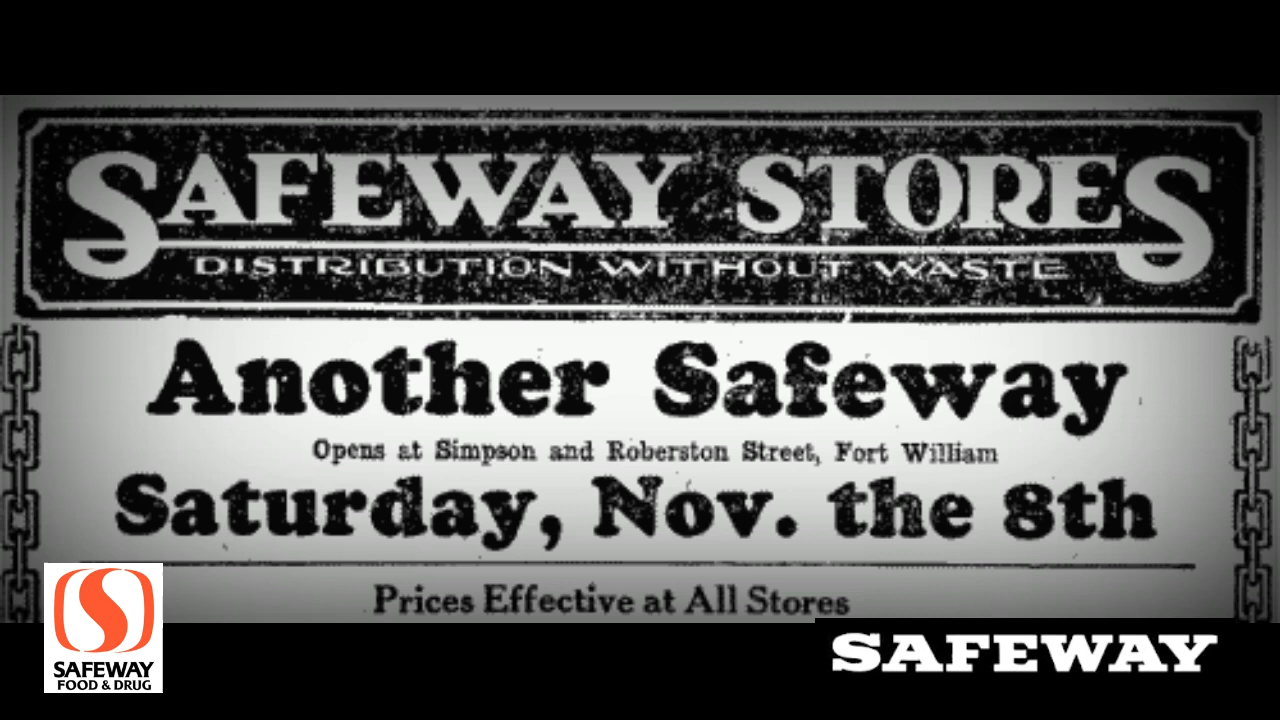 SAFEWAY STORES
DISTRIBUTION WITHOUT WASTE
Another Safeway
Opens at Simpson and Roberston Street, Fort William
Saturday, Nov. the 8th
Prices Effective at All Stores
SAFEWAY
FOOD & DRUG
SAFEWAY